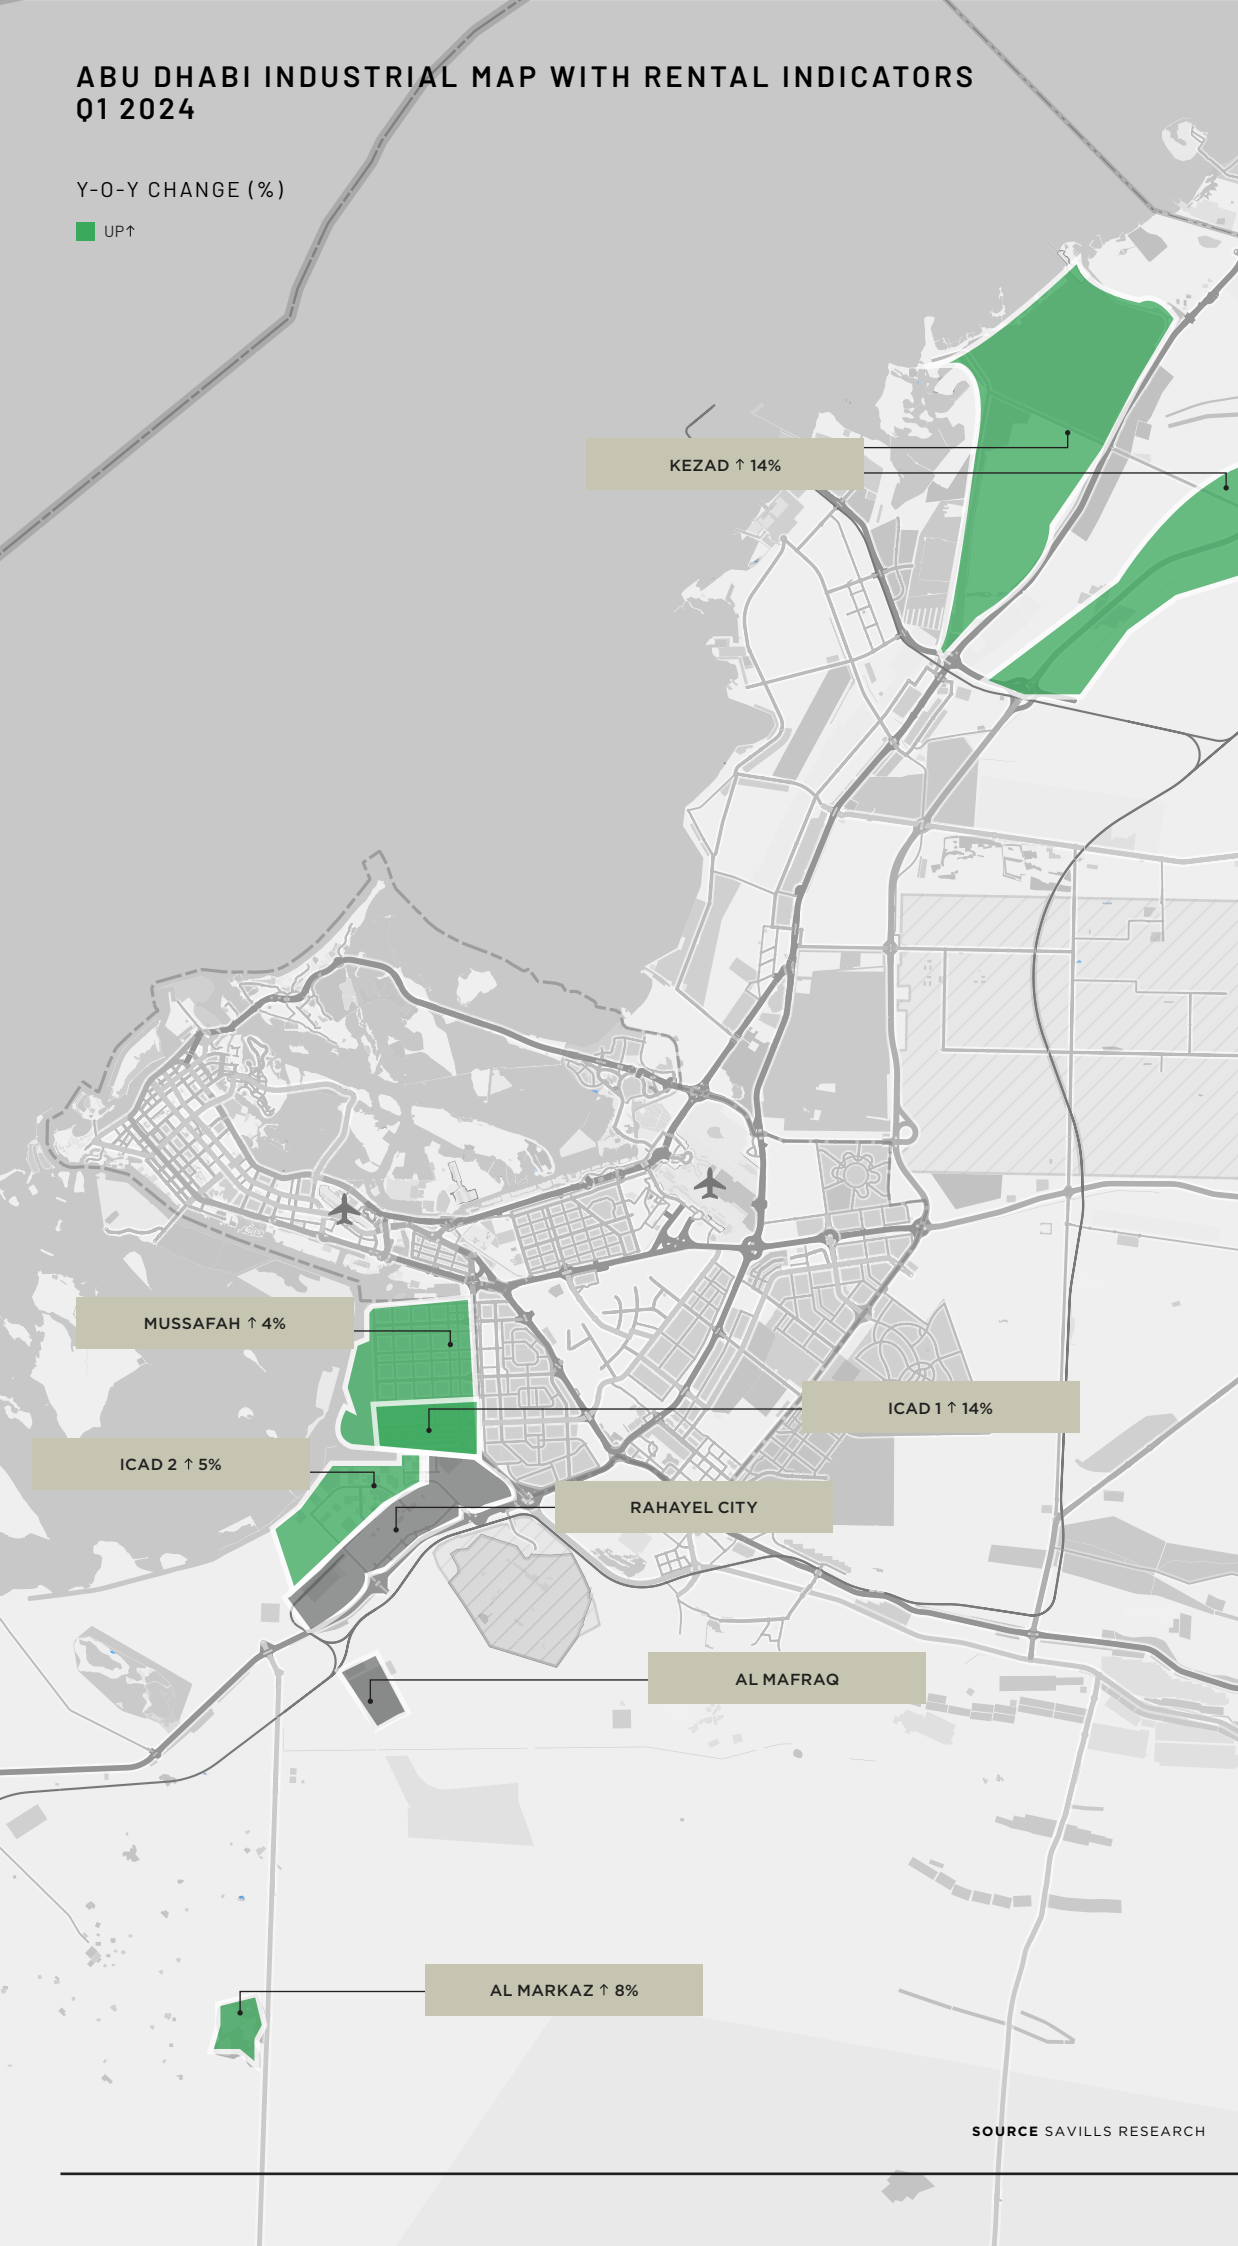 ABU DHABI INDUSTRIAL MAP WITH RENTAL INDICATORS
Q1 2024
Y-O-Y CHANGE (%)
UP↑
KEZAD ↑ 14%
MUSSAFAH ↑ 4%
ICAD 1 ↑ 14%
ICAD 2 ↑ 5%
RAHAYEL CITY
AL MAFRAQ
AL MARKAZ ↑ 8%
SOURCE SAVILLS RESEARCH